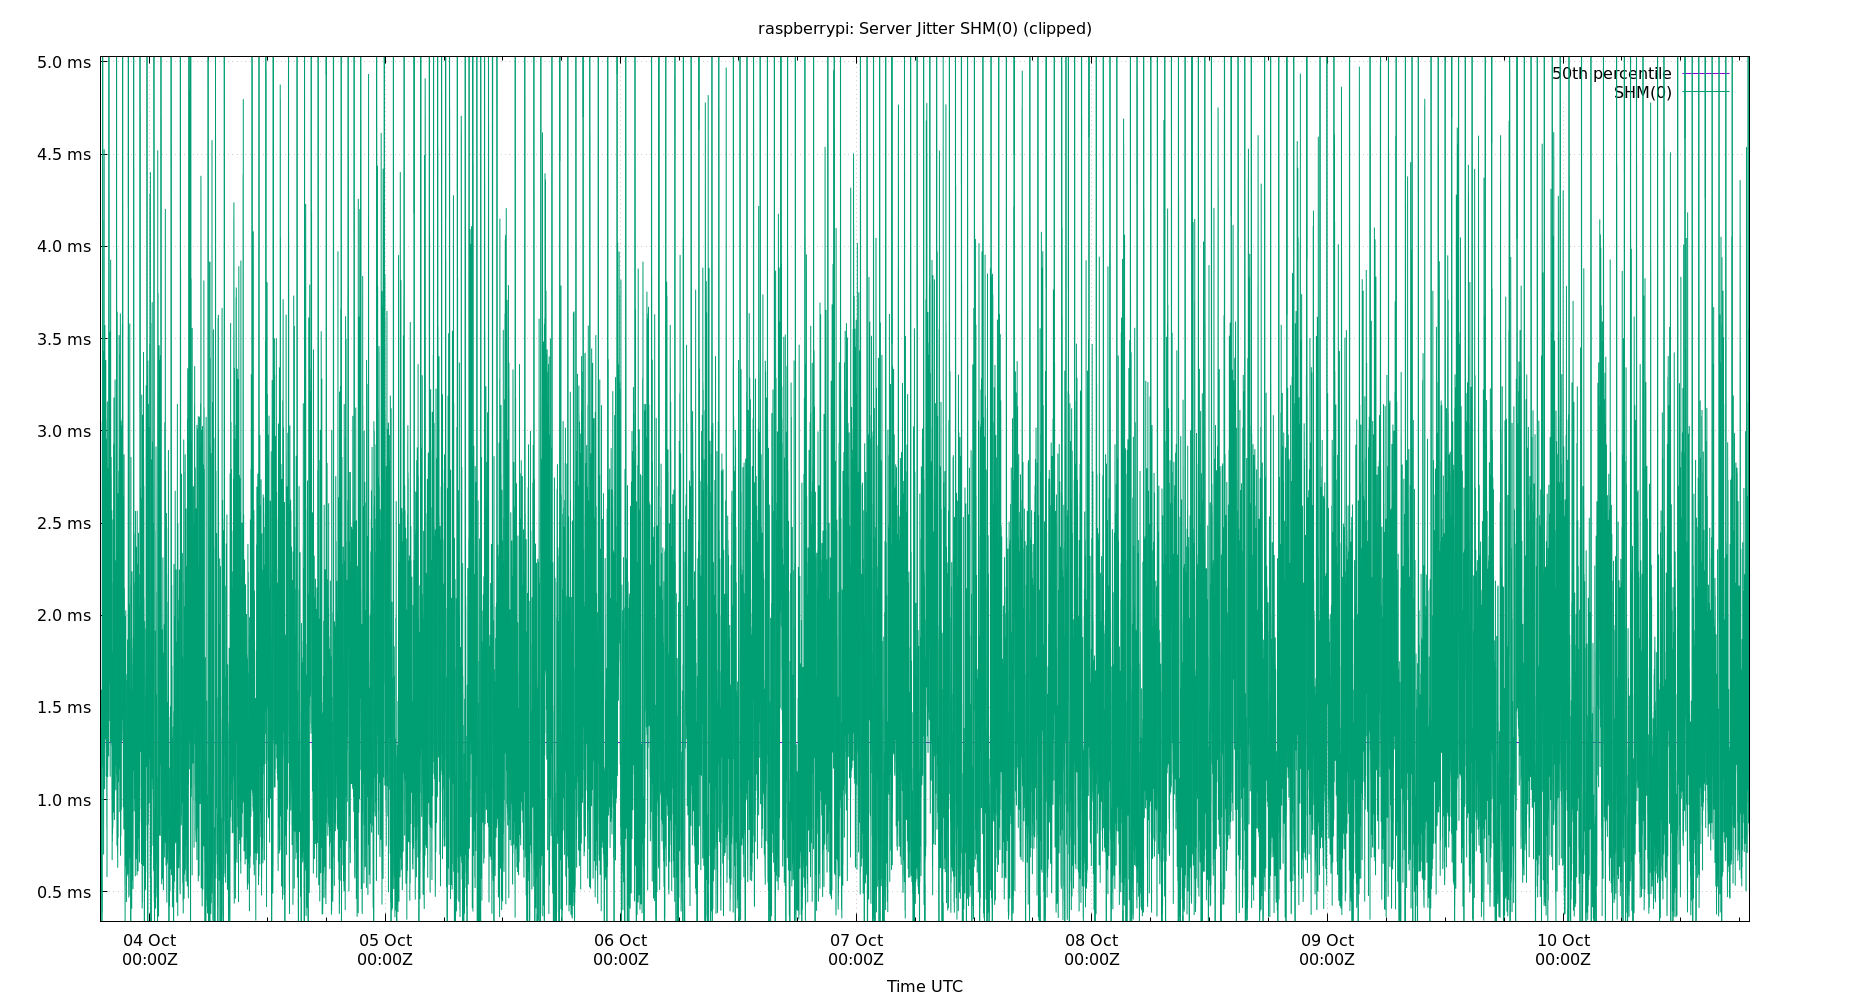 raspberrypi: Server Jitter SHM(0) (clipped)
5.0 ms
50th percentile
SHM(0)
4.5 ms
4.0 ms
3.5 ms
3.0 ms
2.5 ms
2.0 ms
1.5 ms
1.0 ms
0.5 ms
04 Oct 05 Oct 06 Oct 07 Oct 08 Oct 09 Oct 10 Oct
00:00Z 00:00Z 00:00Z 00:00Z 00:00Z 00:00Z 00:00Z
Time UTC